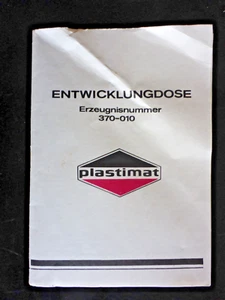 ENTWICKLUNGDOSE
Erzeugnisnummer
370-010
plastimat